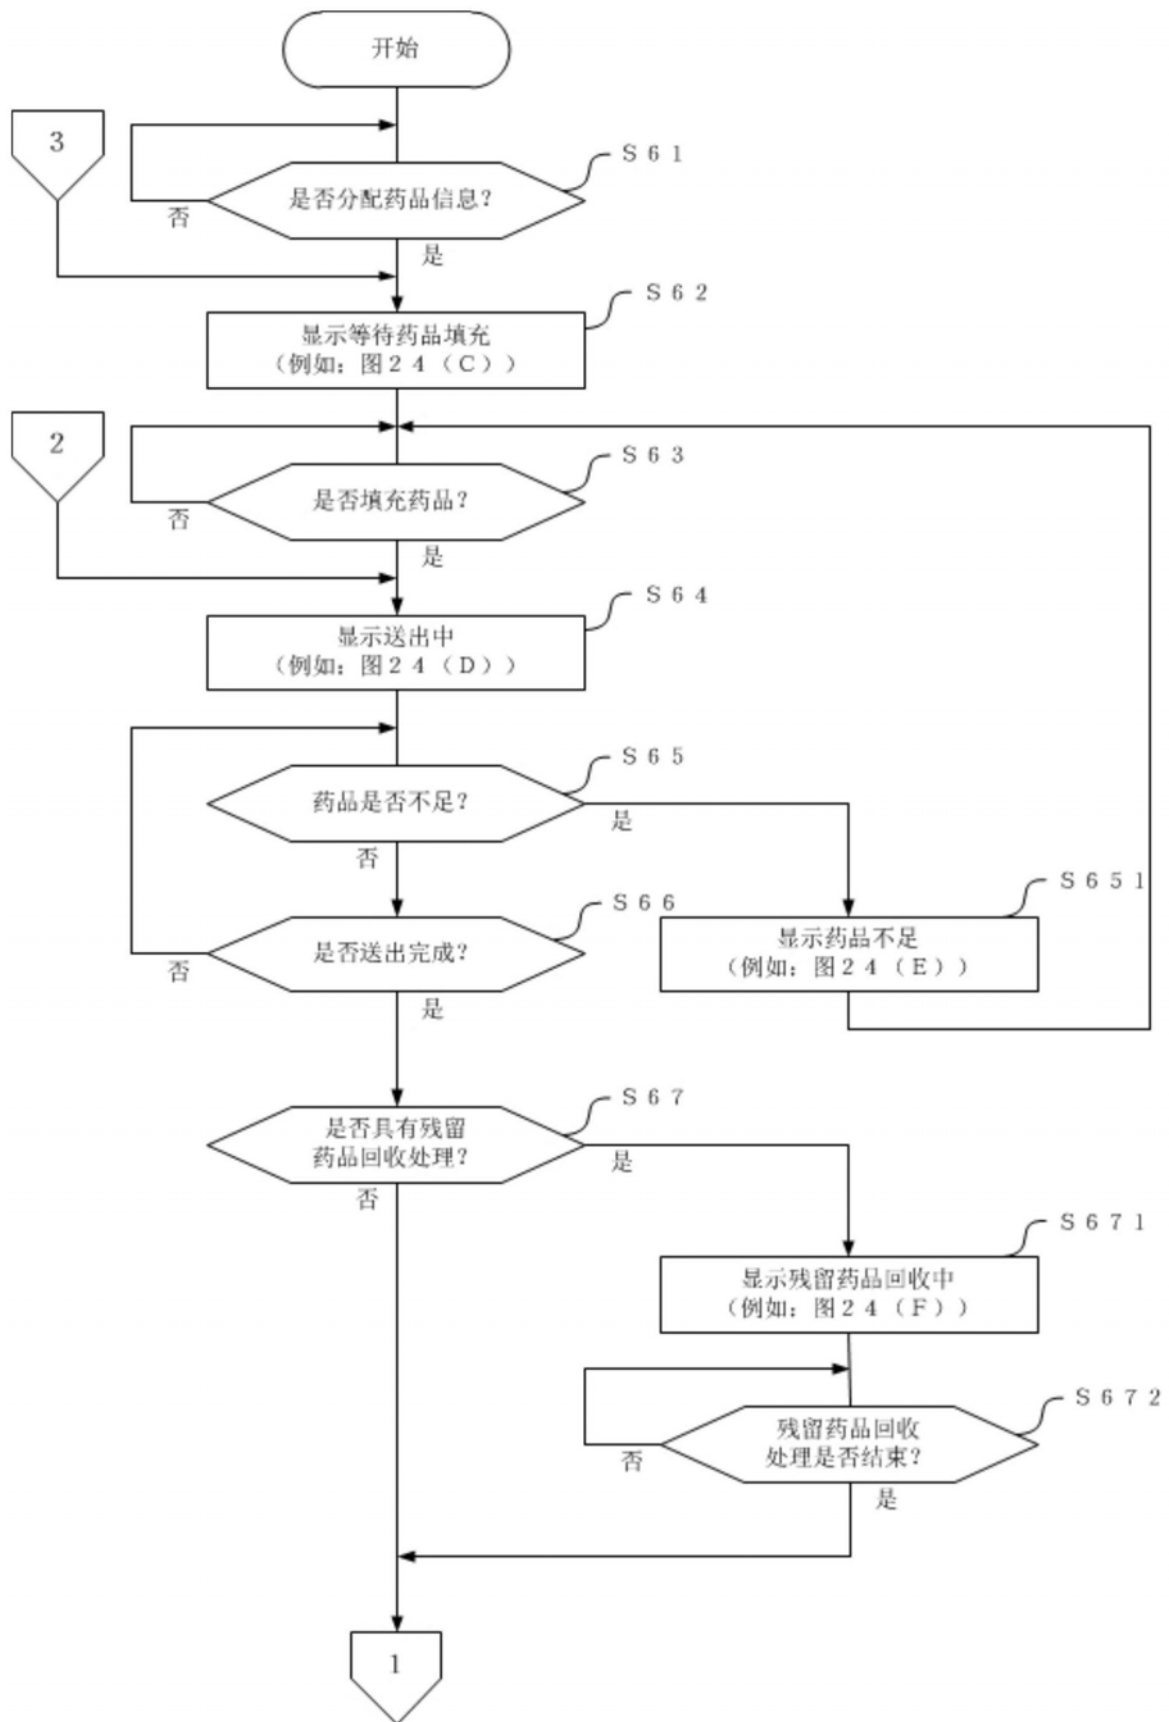 开始
3
S61
是否分配药品信息？
否
是
S62
显示等待药品填充
（例如：图24（C））
2
S63
是否填充药品？
否
是
S64
显示送出中
（例如：图24（D））
S65
药品是否不足？
是
否
S651
S66
显示药品不足
（例如：图24（E））
是否送出完成？
否
是
S67
是否具有残留
药品回收处理？
是
否
S671
显示残留药品回收中
（例如：图24（F））
S672
残留药品回收
处理是否结束？
否
是
1